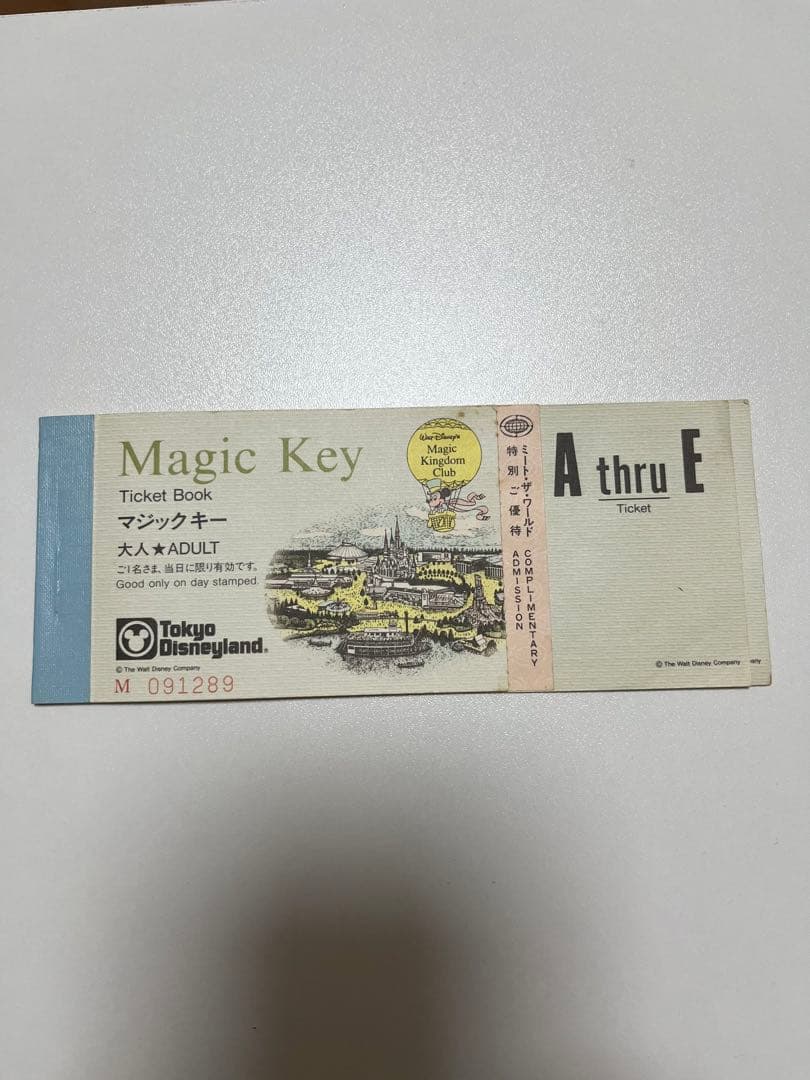 Magic Key
Ticket Book
マジックキー
大人★ADULT
ご1名さま、当日に限り有効です。
Good only on day stamped.
Tokyo
Disneyland®
© The Walt Disney Company
M 091289
Walt Disney's
Magic
Kingdom
Club
ミート・ザ・ワールド
特別ご優待
COMPLIMENTARY
ADMISSION
A thru E
Ticket
© The Walt Disney Company
pany